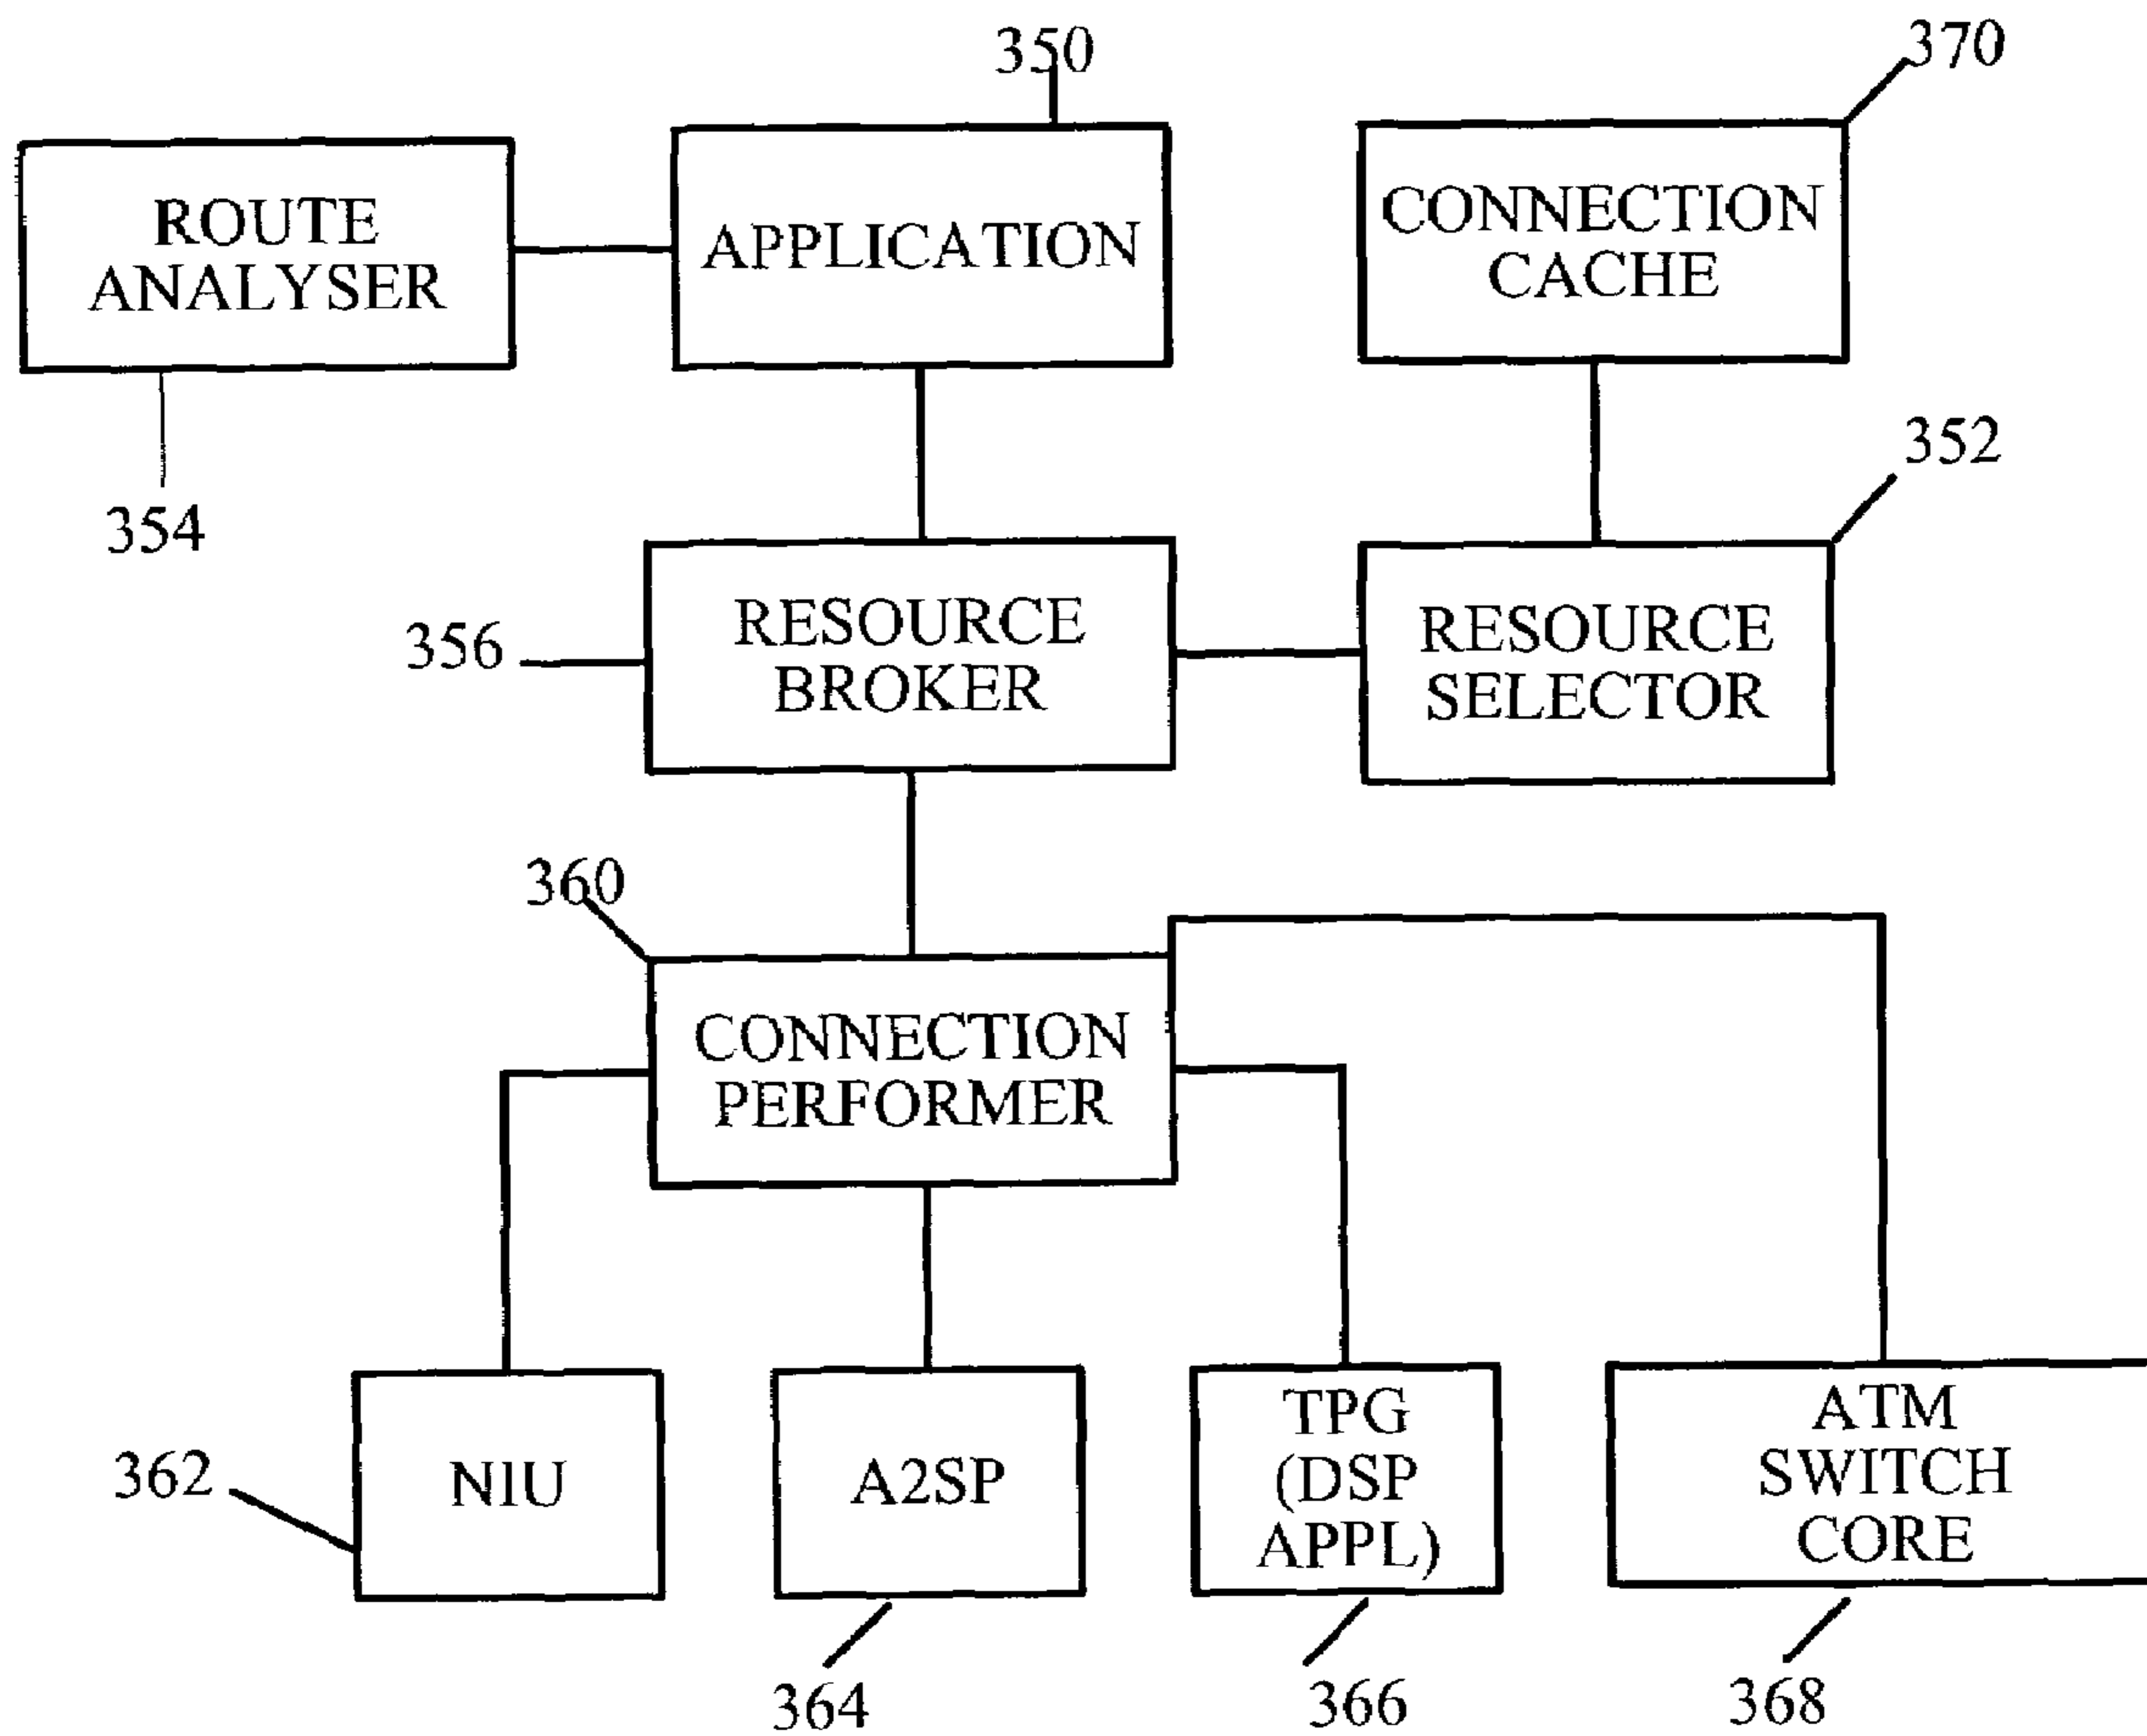 350
370
ROUTE
ANALYSER
APPLICATION
CONNECTION
CACHE
354
352
356
RESOURCE
BROKER
RESOURCE
SELECTOR
360
CONNECTION
PERFORMER
362
NIU
A2SP
TPG
(DSP
APPL)
ATM
SWITCH
CORE
364
366
368